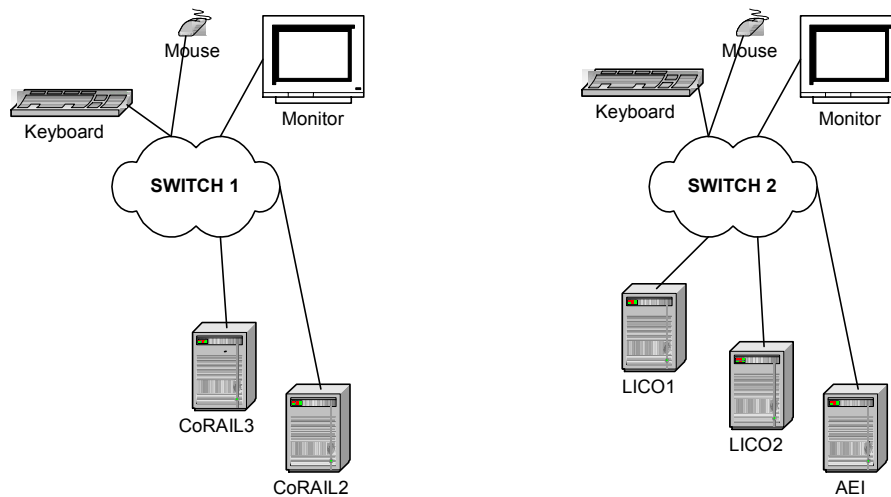 Mouse
Keyboard
Monitor
SWITCH 1
CoRAIL3
CoRAIL2
Mouse
Keyboard
Monitor
SWITCH 2
LICO1
LICO2
AEI